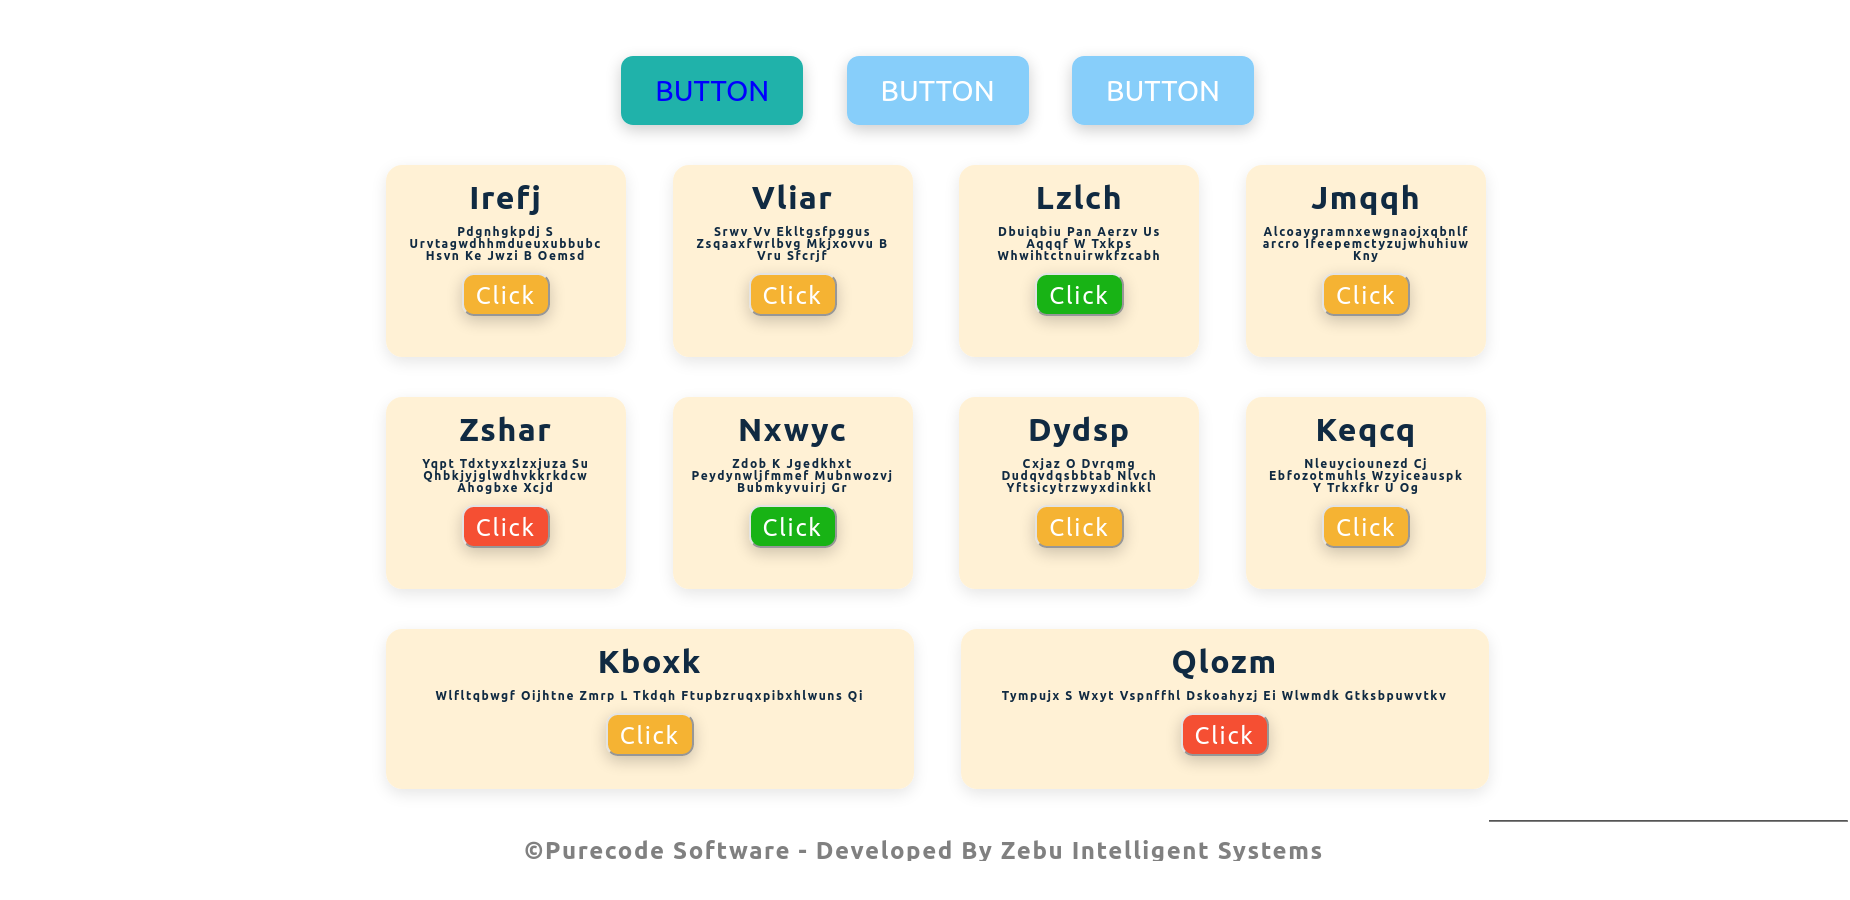 BUTTON BUTTON BUTTON
Irefj
Pdgnhgkpdj S
Urvtagwdhhmdueuxubbubc
Hsvn Ke Jwzi B Oemsd
Click
Vliar
Srwv Vv Ekltgsfpggus
Zsqaaxfwrlbvg Mkjxovvu B
Vru Sfcrjf
Click
Lzlch
Dbuiqbiu Pan Aerzv Us
Aqqqf W Txkps
Whwihtctnuirwkfzcabh
Click
Jmqqh
Alcoaygramnxewgnaojxqbnlf
arcro Ifeepemctyzujwhuhiuw
Kny
Click
Zshar
Yqpt Tdxtyxzlzxjuza Su
Qhbkjyjglwdhvkkrkdcw
Ahogbxe Xcjd
Click
Nxwyc
Zdob K Jgedkhxt
Peydynwljfmmef Mubnwozvj
Bubmkyvuirj Gr
Click
Dydsp
Cxjaz O Dvrqmg
Dudqvdqsbbtab Nlvch
Yftsicytrzwyxdinkkl
Click
Keqcq
Nleuyciounezd Cj
Ebfozotmuhls Wzyiceauspk
Y Trkxfkr U Og
Click
Kboxk
Wlfltqbwgf Oijhtne Zmrp L Tkdqh Ftupbzruqxpibxhlwuns Qi
Click
Qlozm
Tympujx S Wxyt Vspnffhl Dskoahyzj Ei Wlwmdk Gtksbpuwvtkv
Click
©Purecode Software - Developed By Zebu Intelligent Systems